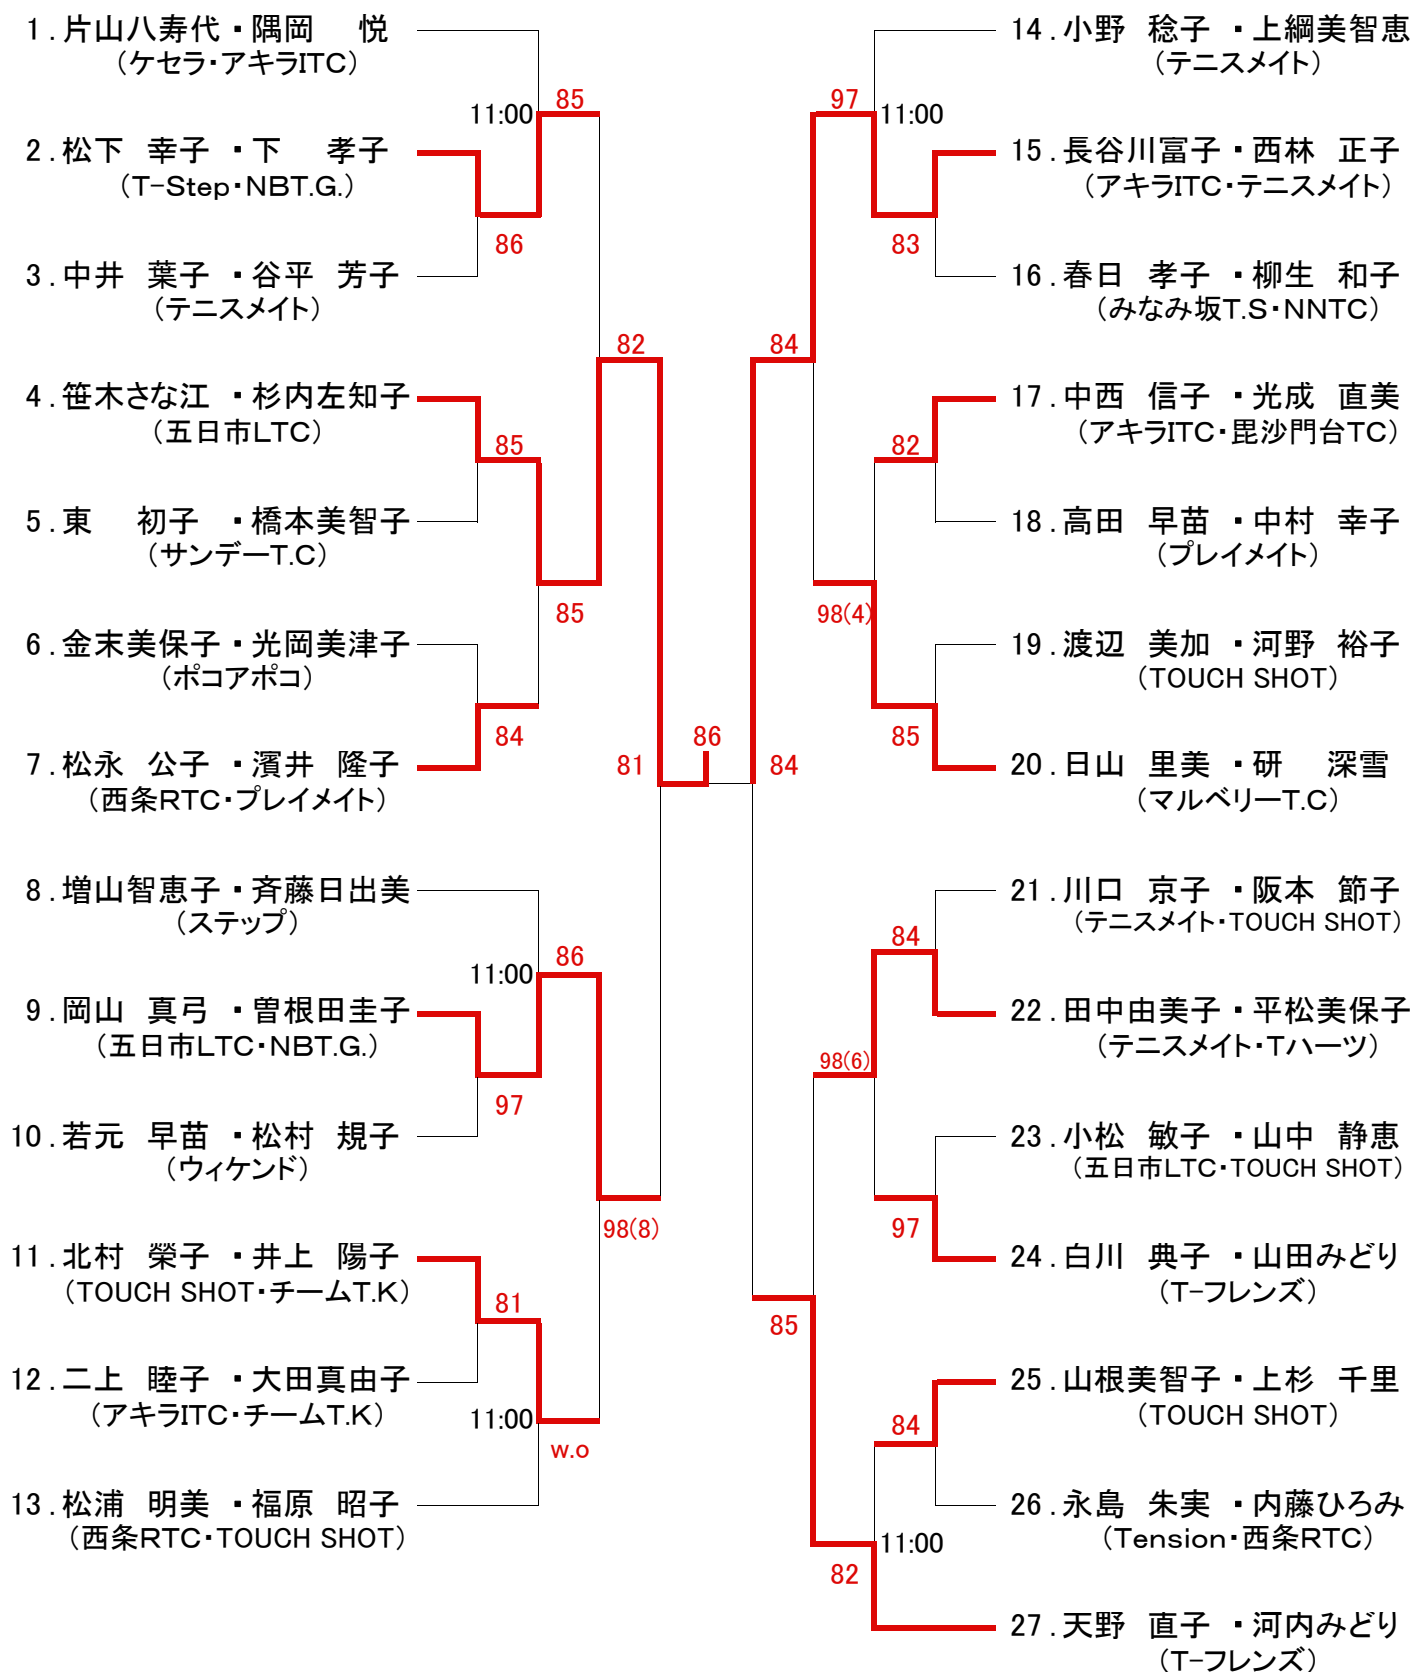 1.片山八寿代・隅岡　悦
(ケセラ・アキラITC)
85
11:00
2.松下 幸子 ・下　孝子
(T-Step・NBT.G.)
86
3.中井 葉子 ・谷平 芳子
(テニスメイト)
82
4.笹木さな江 ・杉内左知子
(五日市LTC)
85
5.東　初子 ・橋本美智子
(サンデーT.C)
85
6.金末美保子・光岡美津子
(ポコアポコ)
84
7.松永 公子 ・濱井 隆子
(西条RTC・プレイメイト)
81
86
8.増山智恵子・斉藤日出美
(ステップ)
86
11:00
9.岡山 真弓 ・曽根田圭子
(五日市LTC・NBT.G.)
97
10.若元 早苗 ・松村 規子
(ウィケンド)
98(8)
11.北村 榮子 ・井上 陽子
(TOUCH SHOT・チームT.K)
81
12.二上 睦子 ・大田真由子
(アキラITC・チームT.K)
11:00
w.o
13.松浦 明美 ・福原 昭子
(西条RTC・TOUCH SHOT)
14.小野 稔子 ・上綱美智恵
(テニスメイト)
97
11:00
15.長谷川富子・西林 正子
(アキラITC・テニスメイト)
83
16.春日 孝子 ・柳生 和子
(みなみ坂T.S・NNTC)
84
17.中西 信子 ・光成 直美
(アキラITC・毘沙門台TC)
82
18.高田 早苗 ・中村 幸子
(プレイメイト)
98(4)
19.渡辺 美加 ・河野 裕子
(TOUCH SHOT)
85
20.日山 里美 ・研　深雪
(マルベリーT.C)
84
21.川口 京子 ・阪本 節子
(テニスメイト・TOUCH SHOT)
84
22.田中由美子・平松美保子
(テニスメイト・Tハーツ)
98(6)
23.小松 敏子 ・山中 静恵
(五日市LTC・TOUCH SHOT)
97
24.白川 典子 ・山田みどり
(T-フレンズ)
85
25.山根美智子・上杉 千里
(TOUCH SHOT)
84
26.永島 朱実 ・内藤ひろみ
(Tension・西条RTC)
11:00
82
27.天野 直子 ・河内みどり
(T-フレンズ)